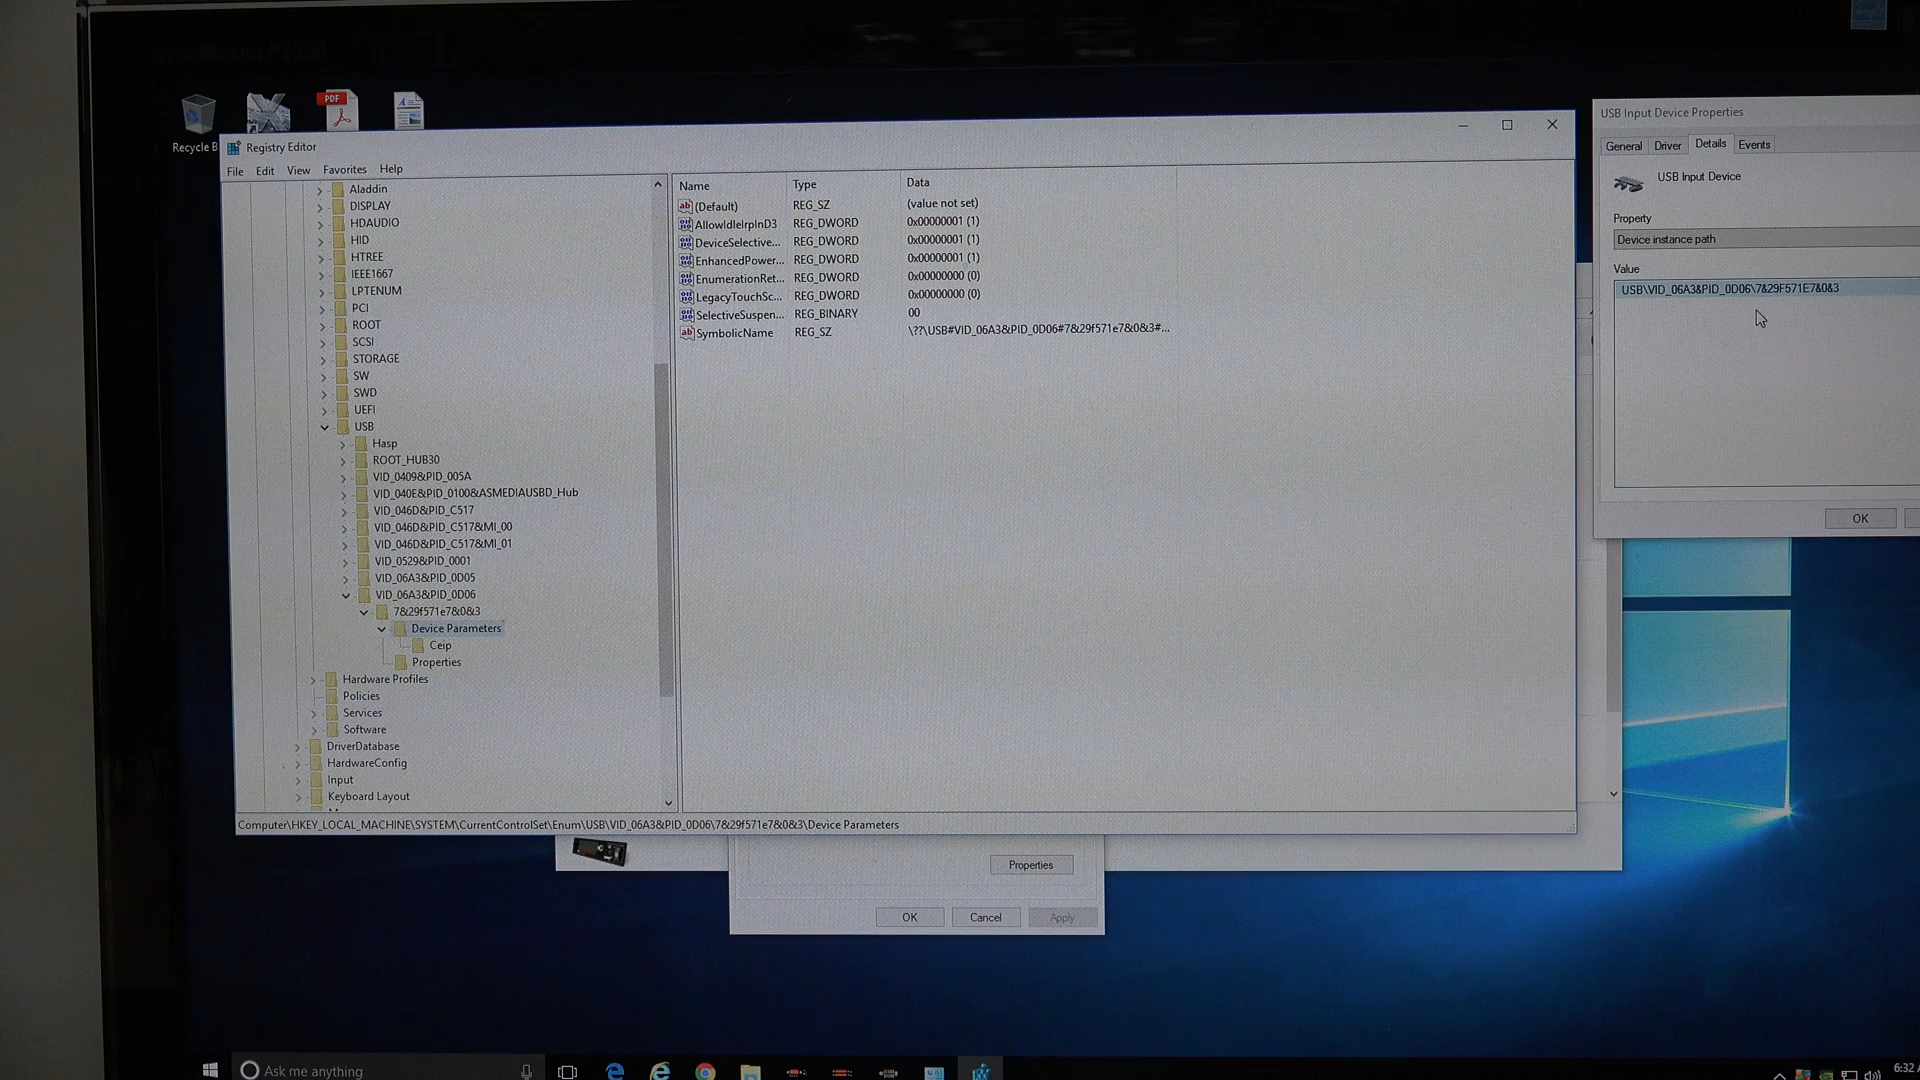 PDF
Recycle B
Registry Editor
File Edit View Favorites Help
Aladdin
DISPLAY
HDAUDIO
HID
HTREE
IEEE1667
LPTENUM
PCI
ROOT
SCSI
STORAGE
SW
SWD
UEFI
USB
Hasp
ROOT_HUB30
VID_0409&PID_005A
VID_040E&PID_0100&ASMEDIAUSBD_Hub
VID_046D&PID_C517
VID_046D&PID_C517&MI_00
VID_046D&PID_C517&MI_01
VID_0529&PID_0001
VID_06A3&PID_0D05
VID_06A3&PID_0D06
7&29f571e7&0&3
Device Parameters
Ceip
Properties
Hardware Profiles
Policies
Services
Software
DriverDatabase
HardwareConfig
Input
Keyboard Layout
Name Type Data
(Default) REG_SZ (value not set)
AllowIdleIrpInD3 REG_DWORD 0x00000001 (1)
DeviceSelective... REG_DWORD 0x00000001 (1)
EnhancedPower... REG_DWORD 0x00000001 (1)
EnumerationRet... REG_DWORD 0x00000000 (0)
LegacyTouchSc... REG_DWORD 0x00000000 (0)
SelectiveSuspen... REG_BINARY 00
SymbolicName REG_SZ \??\USB#VID_06A3&PID_0D06#7&29f571e7&0&3#...
Computer\HKEY_LOCAL_MACHINE\SYSTEM\CurrentControlSet\Enum\USB\VID_06A3&PID_0D06\7&29f571e7&0&3\Device Parameters
USB Input Device Properties
General Driver Details Events
USB Input Device
Property
Device instance path
Value
USB\VID_06A3&PID_0D06\7&29F571E7&0&3
OK
Properties
OK Cancel Apply
Ask me anything
6:32